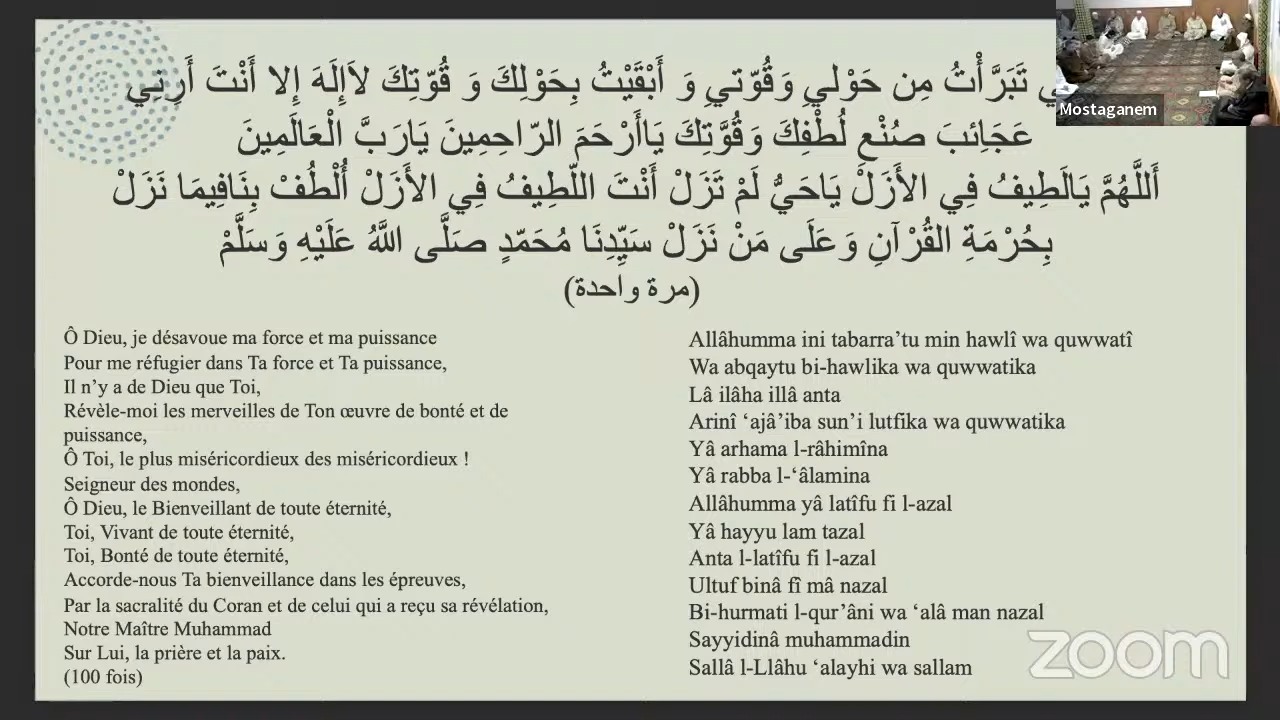 تَبَرَّأْتُ مِن حَوْلِي وَقُوّتي وَ أَبْقَيْتُ بِحَوْلِكَ وَ قُوّتِكَ لاَإِلَهَ إِلا أَنْتَ أَرِنِي
عَجَائِبَ صُنْعِ لُطْفِكَ وَقُوَّتِكَ يَاأَرْحَمَ الرّاحِمِينَ يَارَبَّ الْعَالَمِينَ
أَللَّهُمَّ يَالَطِيفُ فِي الأَزَلْ يَاحَيُّ لَمْ تَزَلْ أَنْتَ اللّطِيفُ فِي الأَزَلْ أُلْطُفْ بِنَافِيمَا نَزَلْ
بِحُرْمَةِ القُرْآنِ وَعَلَى مَنْ نَزَلْ سَيِّدِنَا مُحَمّدٍ صَلَّى اللَّهُ عَلَيْهِ وَسَلَّمْ
(مرة واحدة)
Ô Dieu, je désavoue ma force et ma puissance
Pour me réfugier dans Ta force et Ta puissance,
Il n'y a de Dieu que Toi,
Révèle-moi les merveilles de Ton œuvre de bonté et de
puissance,
Ô Toi, le plus miséricordieux des miséricordieux !
Seigneur des mondes,
Ô Dieu, le Bienveillant de toute éternité,
Toi, Vivant de toute éternité,
Toi, Bonté de toute éternité,
Accorde-nous Ta bienveillance dans les épreuves,
Par la sacralité du Coran et de celui qui a reçu sa révélation,
Notre Maître Muhammad
Sur Lui, la prière et la paix.
(100 fois)
Allâhumma ini tabarra'tu min hawlî wa quwwatî
Wa abqaytu bi-hawlika wa quwwatika
Lâ ilâha illâ anta
Arinî 'ajâ'iba sun'i lutfika wa quwwatika
Yâ arhama l-râhimîna
Yâ rabba l-'âlamina
Allâhumma yâ latîfu fi l-azal
Yâ hayyu lam tazal
Anta l-latîfu fi l-azal
Ultuf binâ fî mâ nazal
Bi-hurmati l-qur'âni wa 'alâ man nazal
Sayyidinâ muhammadin
Sallâ l-Llâhu 'alayhi wa sallam
Mostaganem
zoom